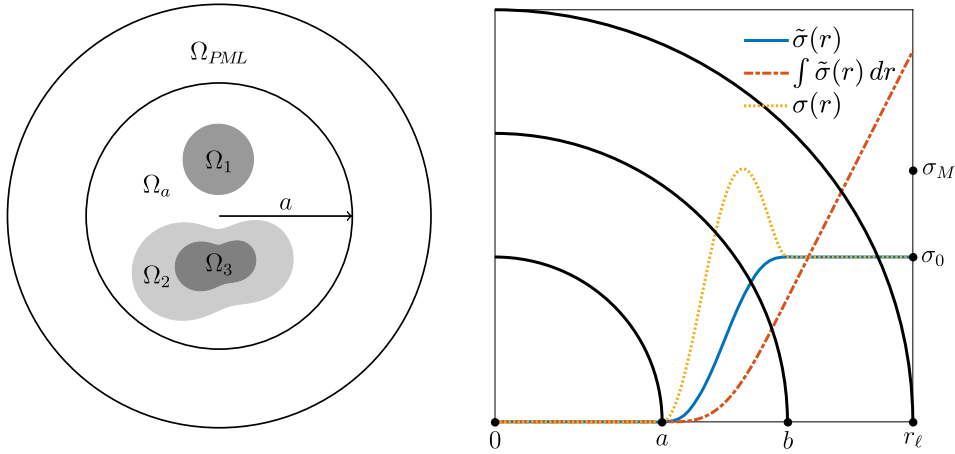 Ω_PML
Ω_1
Ω_a
a
Ω_2
Ω_3
σ̃(r)
∫ σ̃(r) dr
σ(r)
σ_M
σ_0
0
a
b
r_ℓ